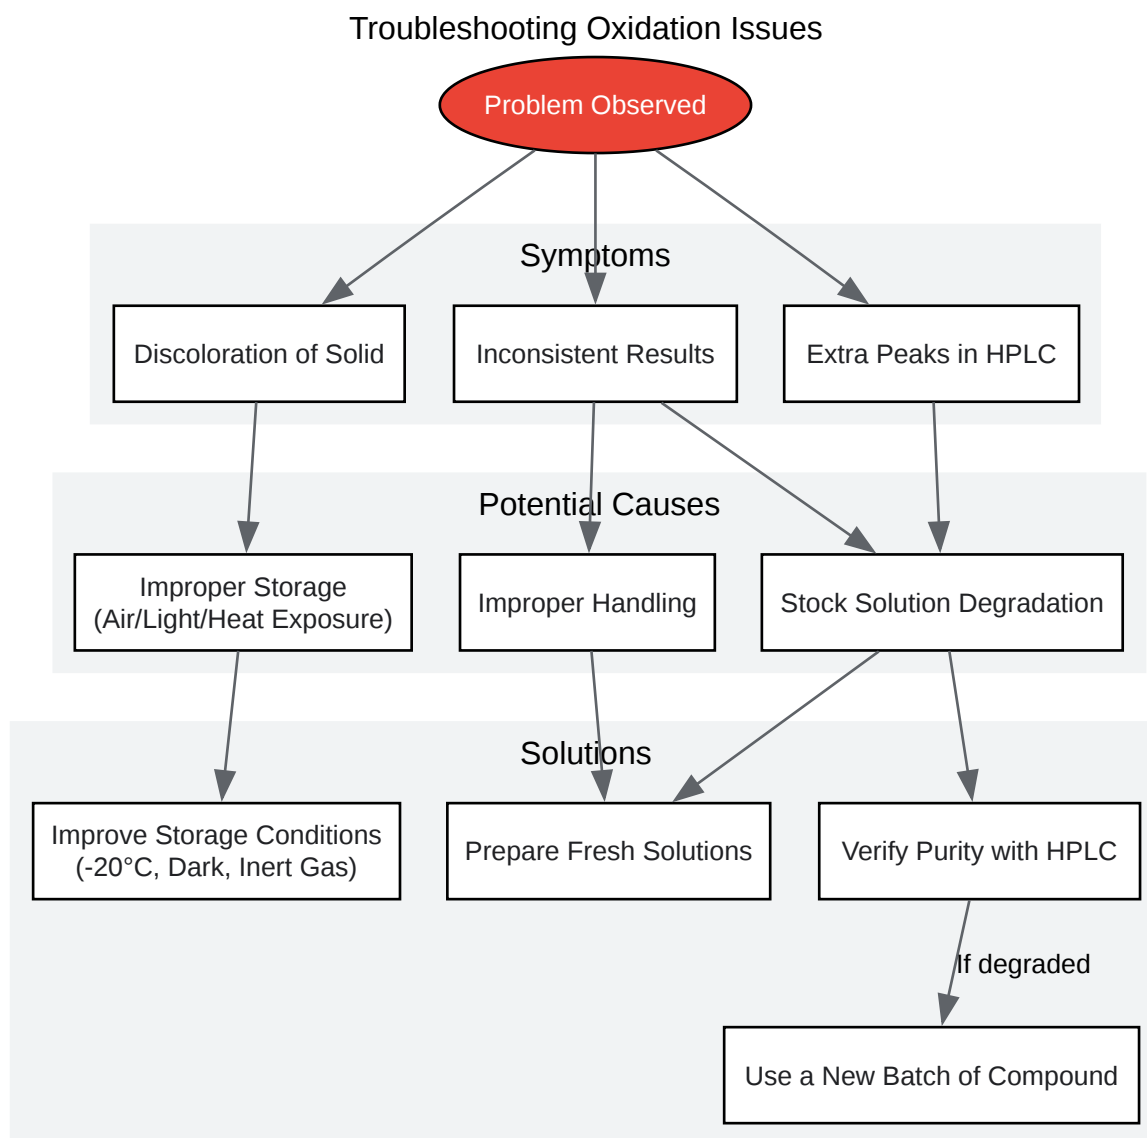 Troubleshooting Oxidation Issues
Problem Observed
Symptoms
Discoloration of Solid
Inconsistent Results
Extra Peaks in HPLC
Potential Causes
Improper Storage
(Air/Light/Heat Exposure)
Improper Handling
Stock Solution Degradation
Solutions
Improve Storage Conditions
(-20°C, Dark, Inert Gas)
Prepare Fresh Solutions
Verify Purity with HPLC
If degraded
Use a New Batch of Compound